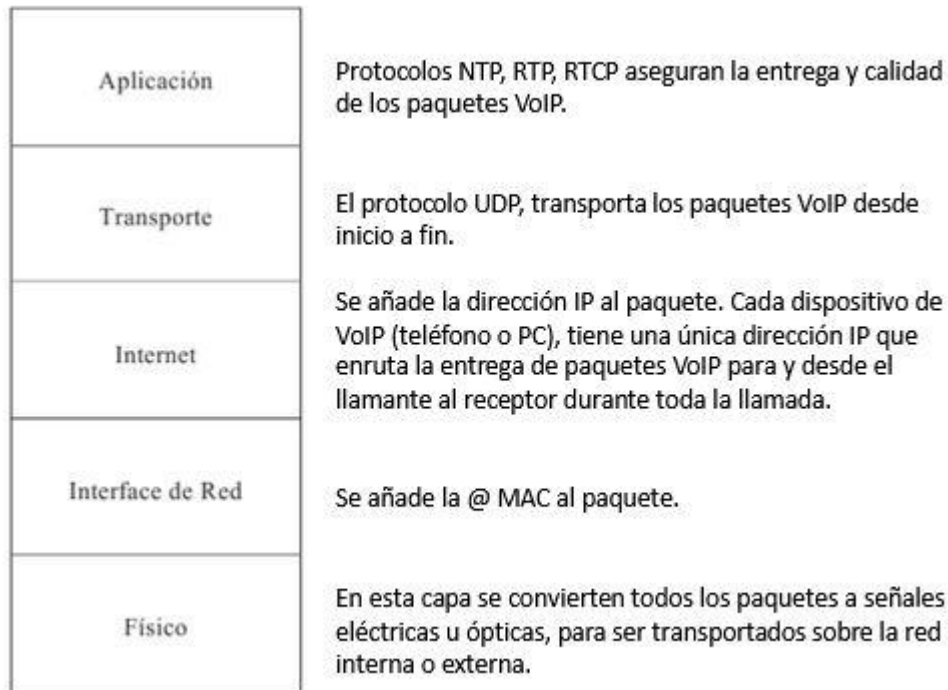 Aplicación
Protocolos NTP, RTP, RTCP aseguran la entrega y calidad
de los paquetes VoIP.
Transporte
El protocolo UDP, transporta los paquetes VoIP desde
inicio a fin.
Internet
Se añade la dirección IP al paquete. Cada dispositivo de
VoIP (teléfono o PC), tiene una única dirección IP que
enruta la entrega de paquetes VoIP para y desde el
llamante al receptor durante toda la llamada.
Interface de Red
Se añade la @ MAC al paquete.
Físico
En esta capa se convierten todos los paquetes a señales
eléctricas u ópticas, para ser transportados sobre la red
interna o externa.